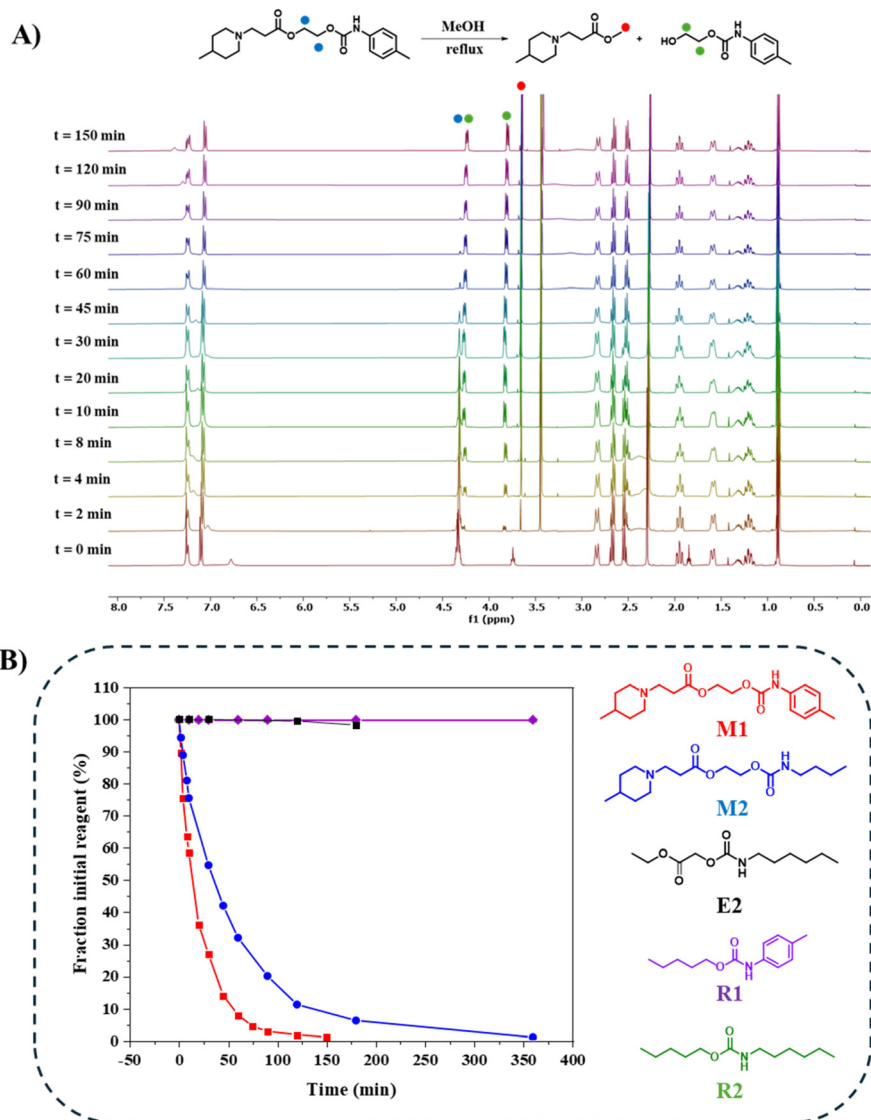 A)
MeOH
reflux
O
N
O
O
O
H
N
MeOH
reflux
O
N
O
+
HO
O
O
H
N
t = 150 min
t = 120 min
t = 90 min
t = 75 min
t = 60 min
t = 45 min
t = 30 min
t = 20 min
t = 10 min
t = 8 min
t = 4 min
t = 2 min
t = 0 min
8.0 7.5 7.0 6.5 6.0 5.5 5.0 4.5 4.0 3.5 3.0 2.5 2.0 1.5 1.0 0.5 0.0
f1 (ppm)
B)
Fraction initial reagent (%)
110
100
90
80
70
60
50
40
30
20
10
0
-50 0 50 100 150 200 250 300 350 400
Time (min)
O
N
O
O
O
H
N
M1
O
N
O
O
O
H
N
M2
O
O
O
O
N
H
E2
O
O
N
H
R1
O
O
N
H
R2